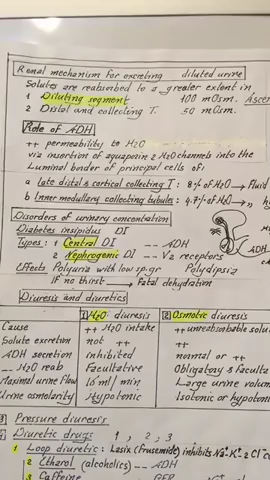 Renal mechanism for excreting diluted urine
Solutes are reabsorbed to a greater extent in
1 Diluting segment 100 mosm.
2 Distal and collecting T. 50 mosm.
Role of ADH
++ permeability to H2O
via insertion of aquaporin 2 H2O channels into the
Luminal border of principal cells of:
a late distal & cortical collecting T: 8% of H2O → fluid
b Inner medullary collecting tubule: 4.7% of H2O →
Disorders of urinary concentration
Diabetes insipidus DI
Types: 1 Central DI -- ADH
2 Nephrogenic DI -- V2 receptors
Effects Polyuria with low sp.gr Polydipsia
If no thirst → Fatal dehydration
ADH
Diuresis and diuretics
1 H2O diuresis 2 Osmotic diuresis
Cause ++ H2O intake ++ unreabsorbable
Solute excretion not ++ ++
ADH secretion inhibited normal or ++
-- H2O reab Facultative Obligatory &
Maximal urine Flow 16 ml/min Large urine
Urine osmolarity Hypotonic Isotonic or
3 Pressure diuresis
Diuretic drugs: 1, 2, 3
1 Loop diuretic: Lasix (frusemide) inhibits Na+-K+-2Cl-
2 Ethanol (alcoholics) -- ADH
3 Caffeine